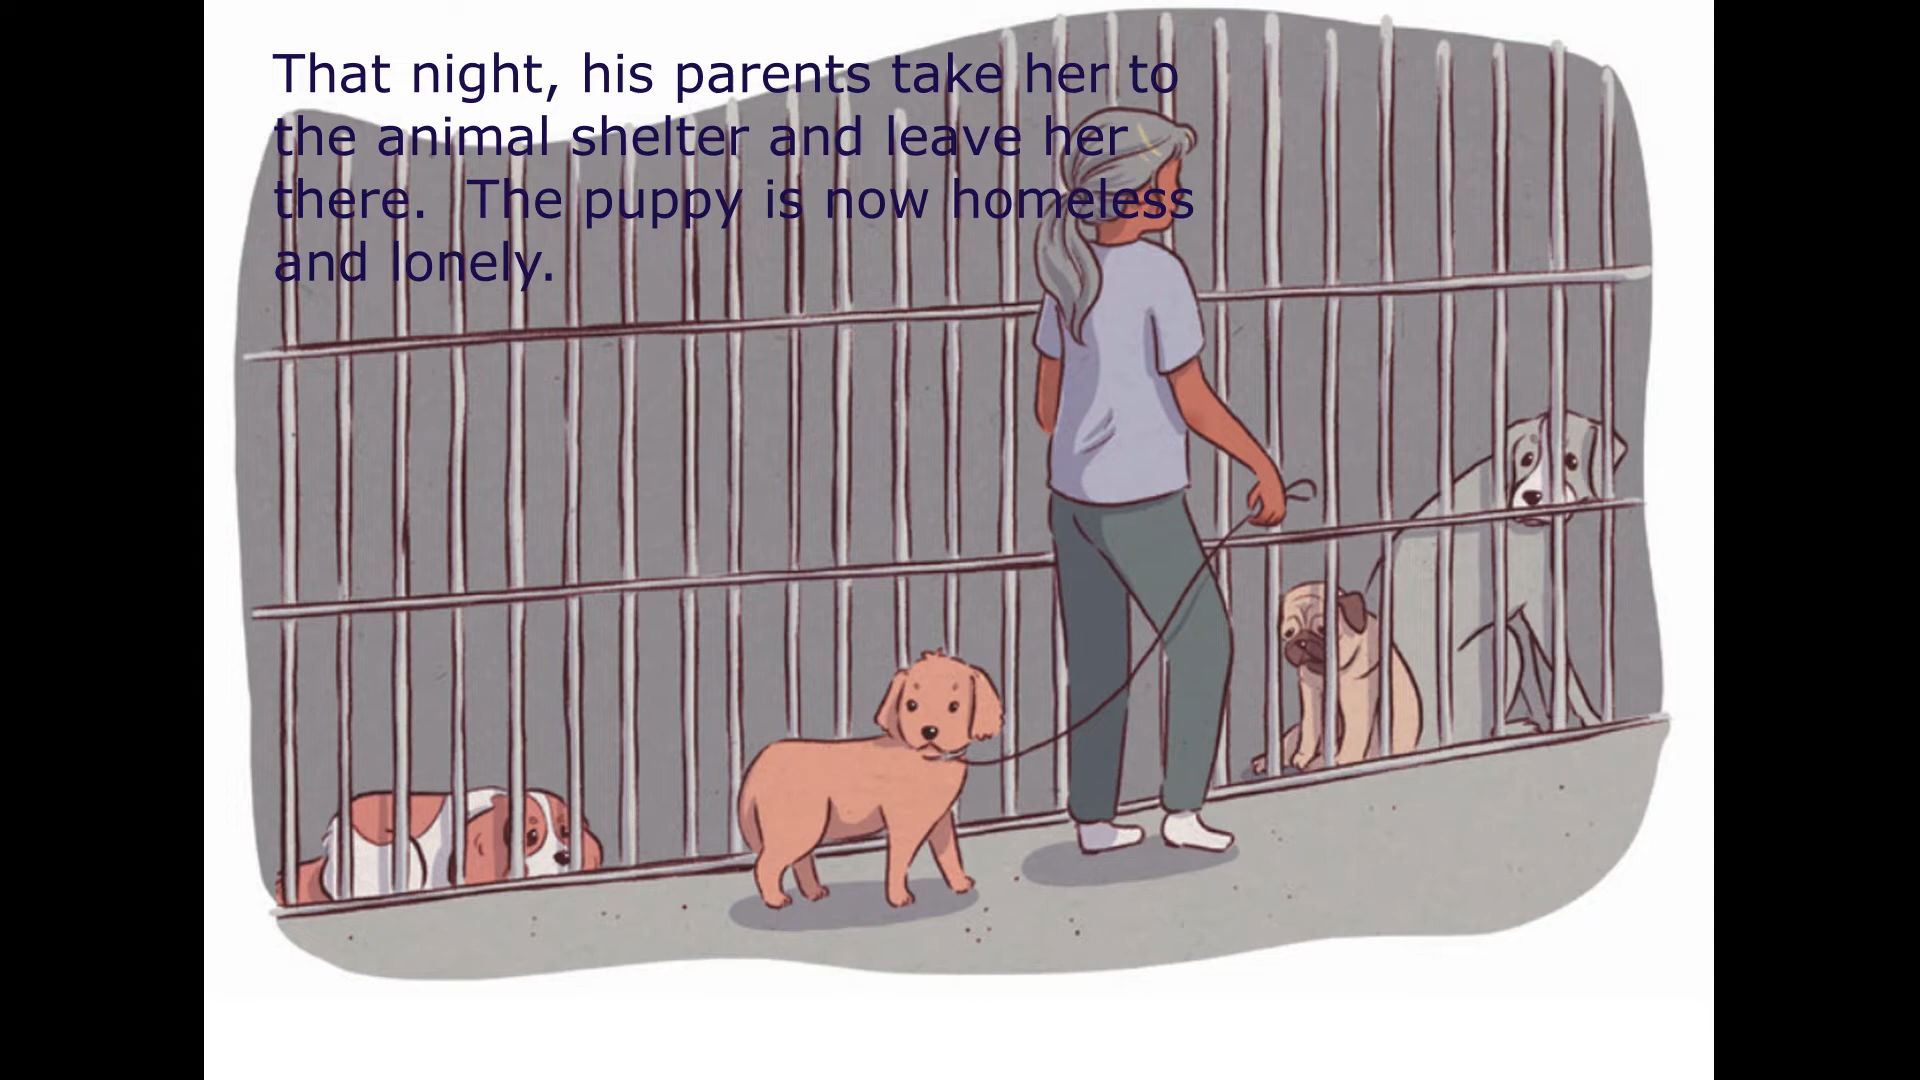 That night, his parents take her to
the animal shelter and leave her
there.  The puppy is now homeless
and lonely.